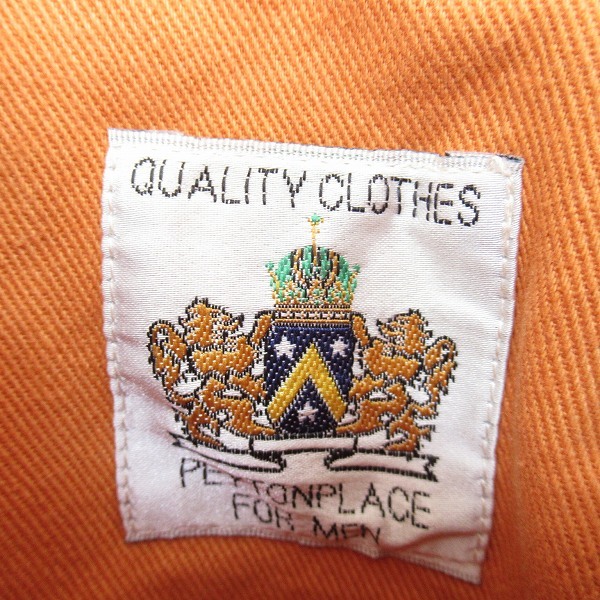 QUALITY CLOTHES
PEYTONPLACE
FOR MEN